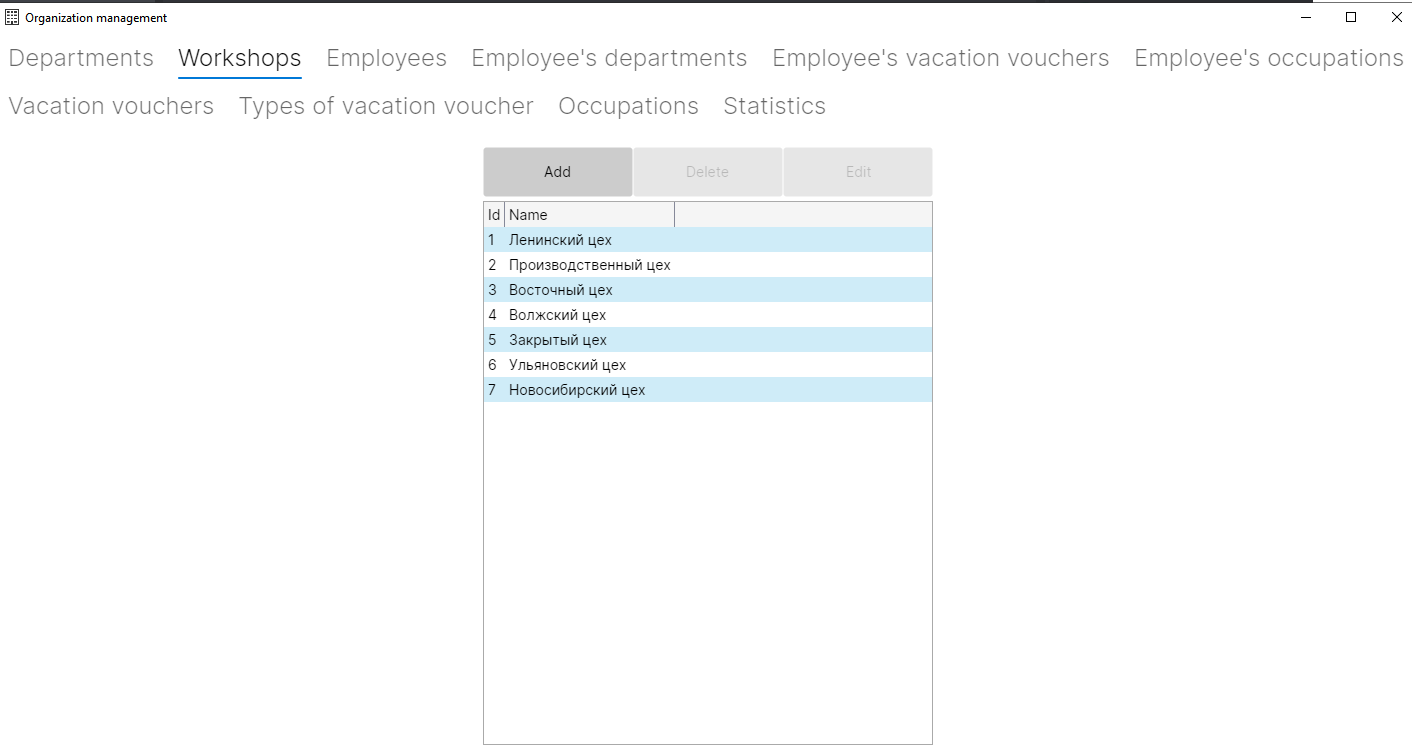 Organization management
Departments Workshops Employees Employee's departments Employee's vacation vouchers Employee's occupations
Vacation vouchers Types of vacation voucher Occupations Statistics
Add Delete Edit
Id Name
1 Ленинский цех
2 Производственный цех
3 Восточный цех
4 Волжский цех
5 Закрытый цех
6 Ульяновский цех
7 Новосибирский цех